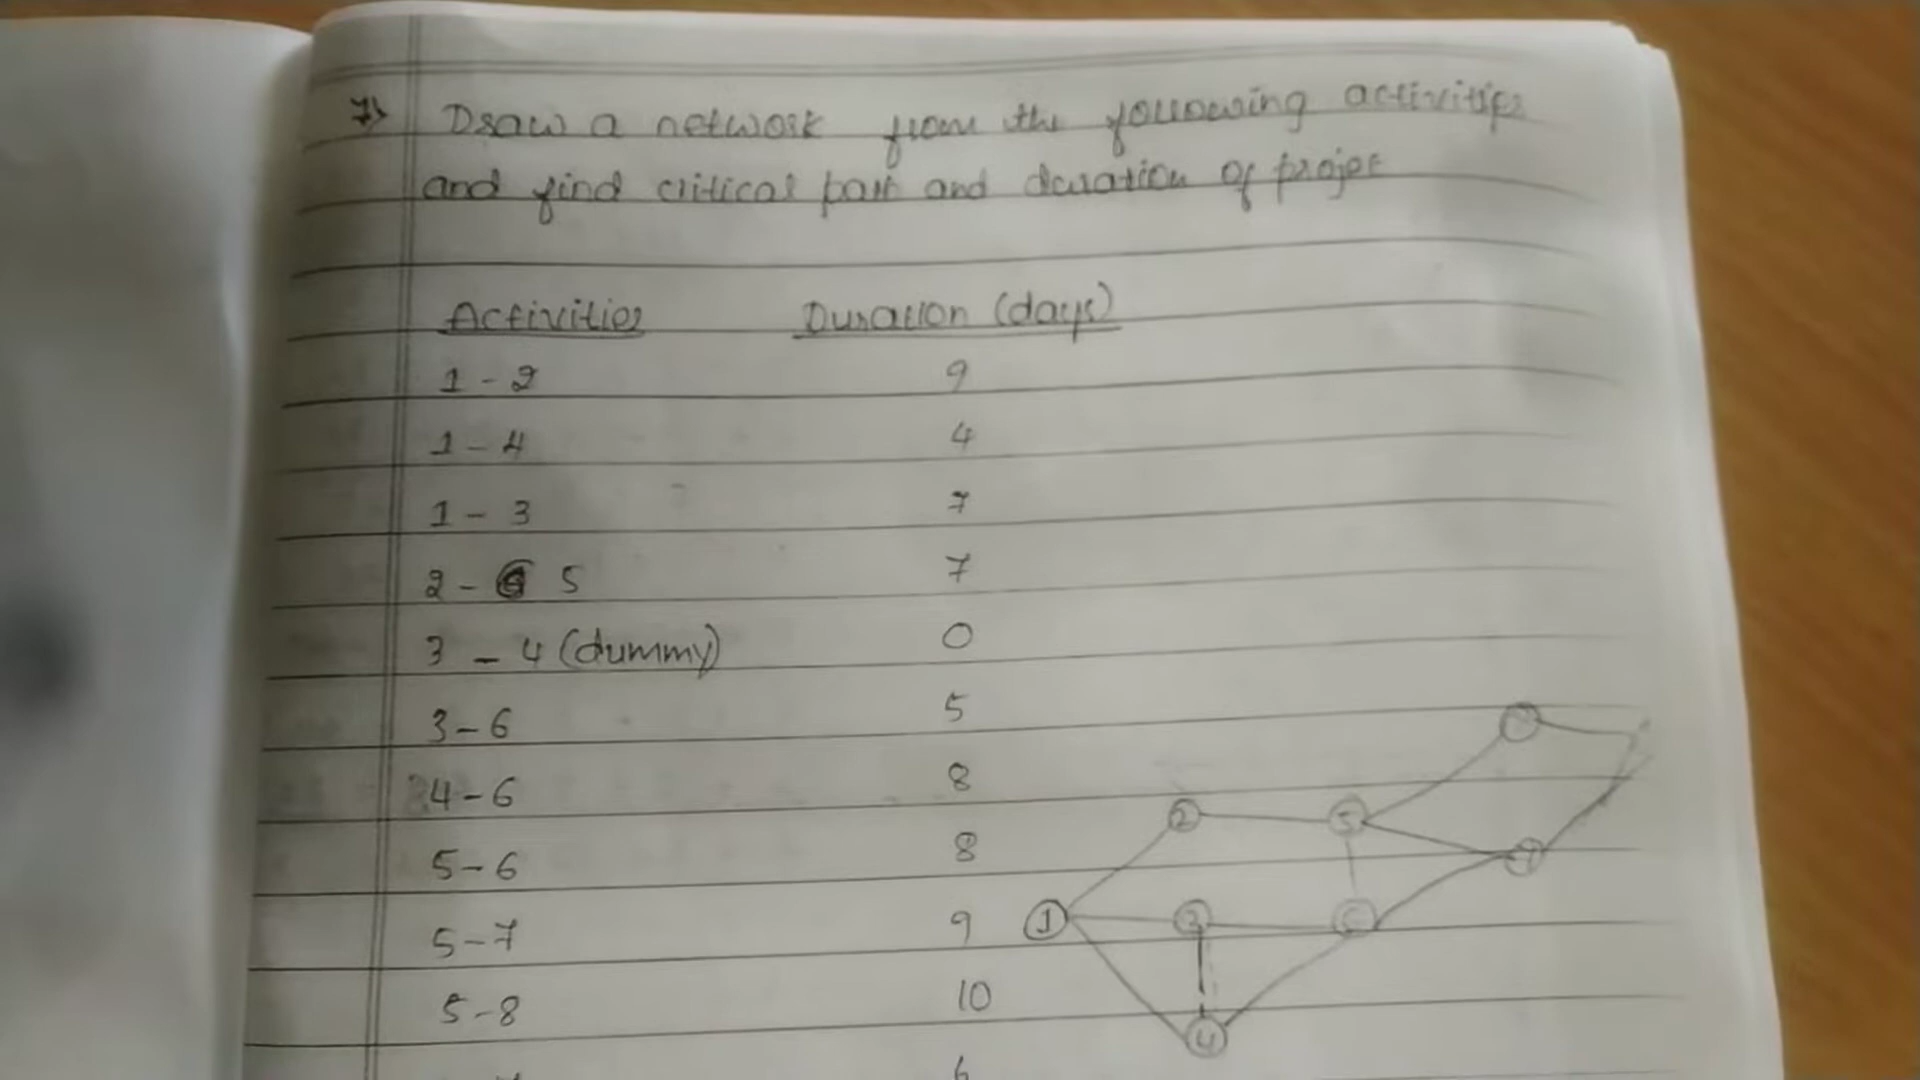 7) Draw a network from the following activities
and find critical path and duration of projet
Activities Duration (days)
1 - 2 9
1 - 4 4
1 - 3 7
2 - 5 7
3 - 4 (dummy) 0
3 - 6 5
4 - 6 8
5 - 6 8
5 - 7 9
5 - 8 10
6
2 5
1 3 6 7
4